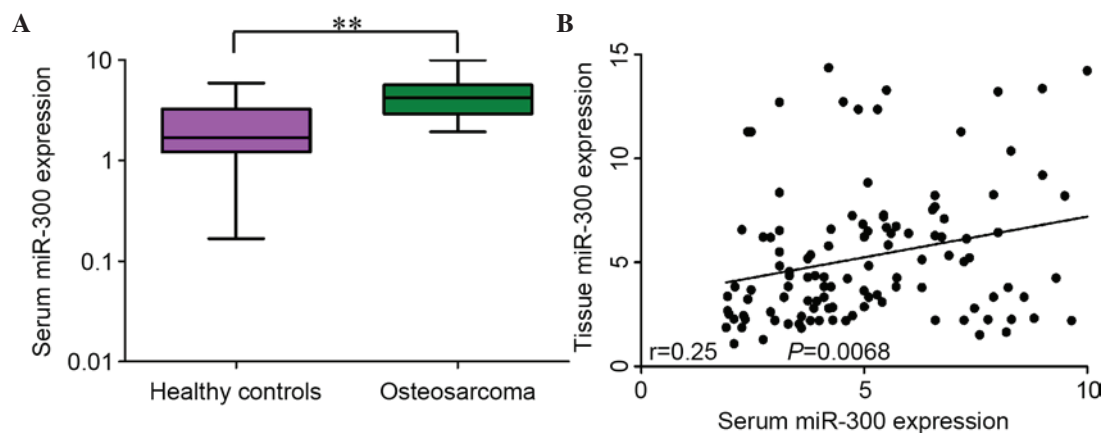 A
**
Serum miR-300 expression
10
1
0.1
0.01
Healthy controls
Osteosarcoma
B
Tissue miR-300 expression
15
10
5
0
r=0.25
P=0.0068
0
5
10
Serum miR-300 expression